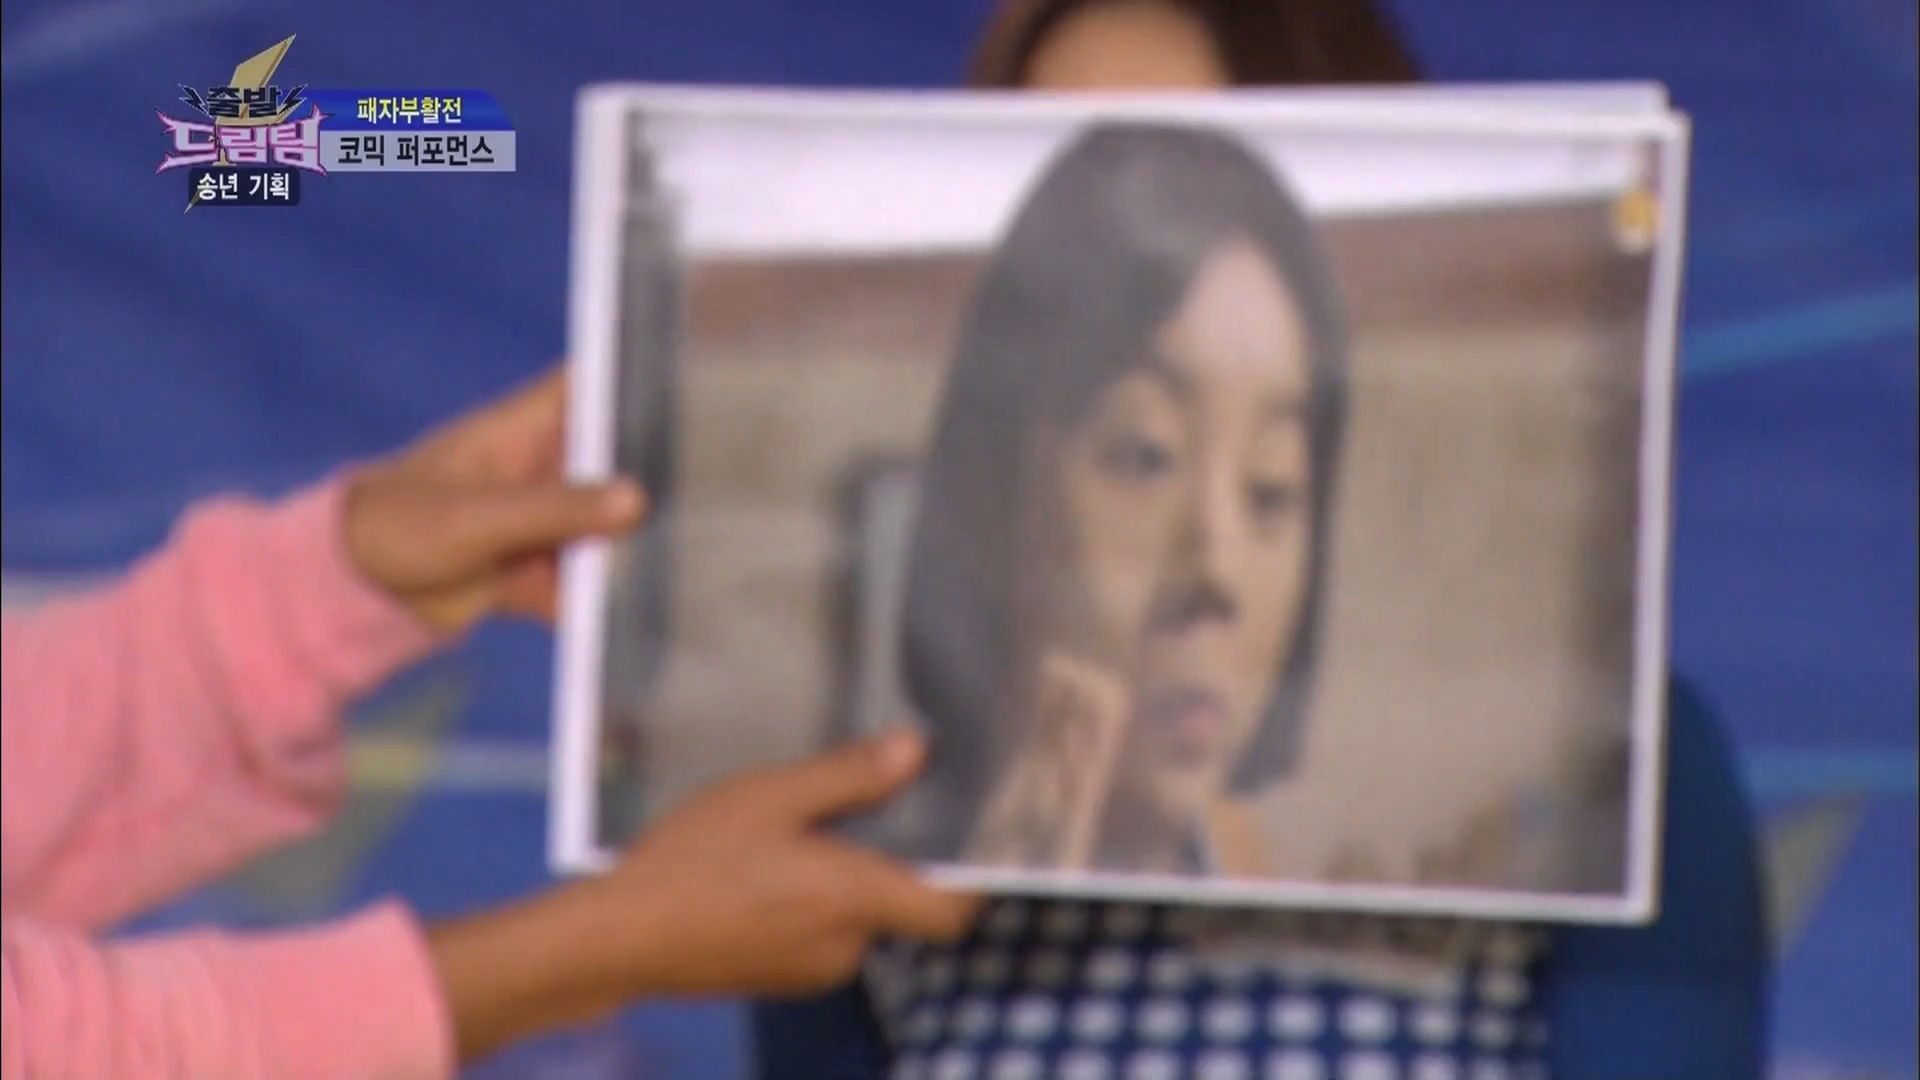 출발
드림팀
송년 기획
패자부활전
코믹 퍼포먼스